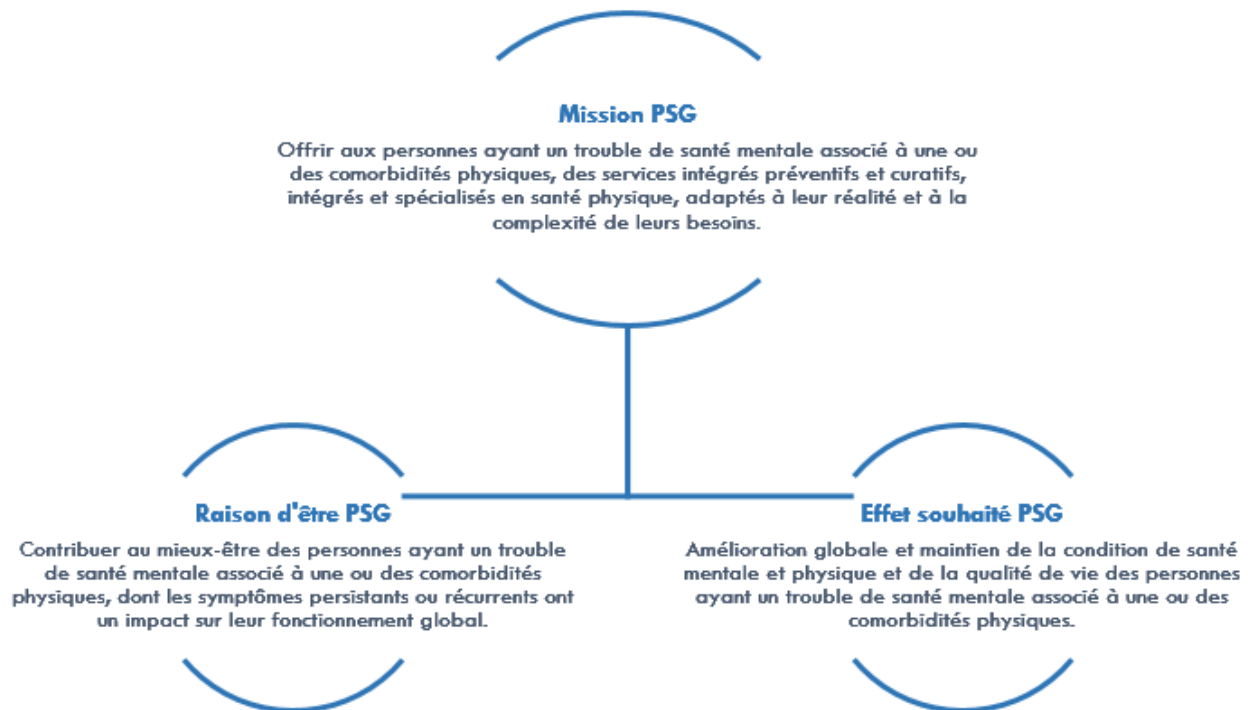 Mission PSG
Offrir aux personnes ayant un trouble de santé mentale associé à une ou
des comorbidités physiques, des services intégrés préventifs et curatifs,
intégrés et spécialisés en santé physique, adaptés à leur réalité et à la
complexité de leurs besoins.
Raison d'être PSG
Contribuer au mieux-être des personnes ayant un trouble
de santé mentale associé à une ou des comorbidités
physiques, dont les symptômes persistants ou récurrents ont
un impact sur leur fonctionnement global.
Effet souhaité PSG
Amélioration globale et maintien de la condition de santé
mentale et physique et de la qualité de vie des personnes
ayant un trouble de santé mentale associé à une ou des
comorbidités physiques.